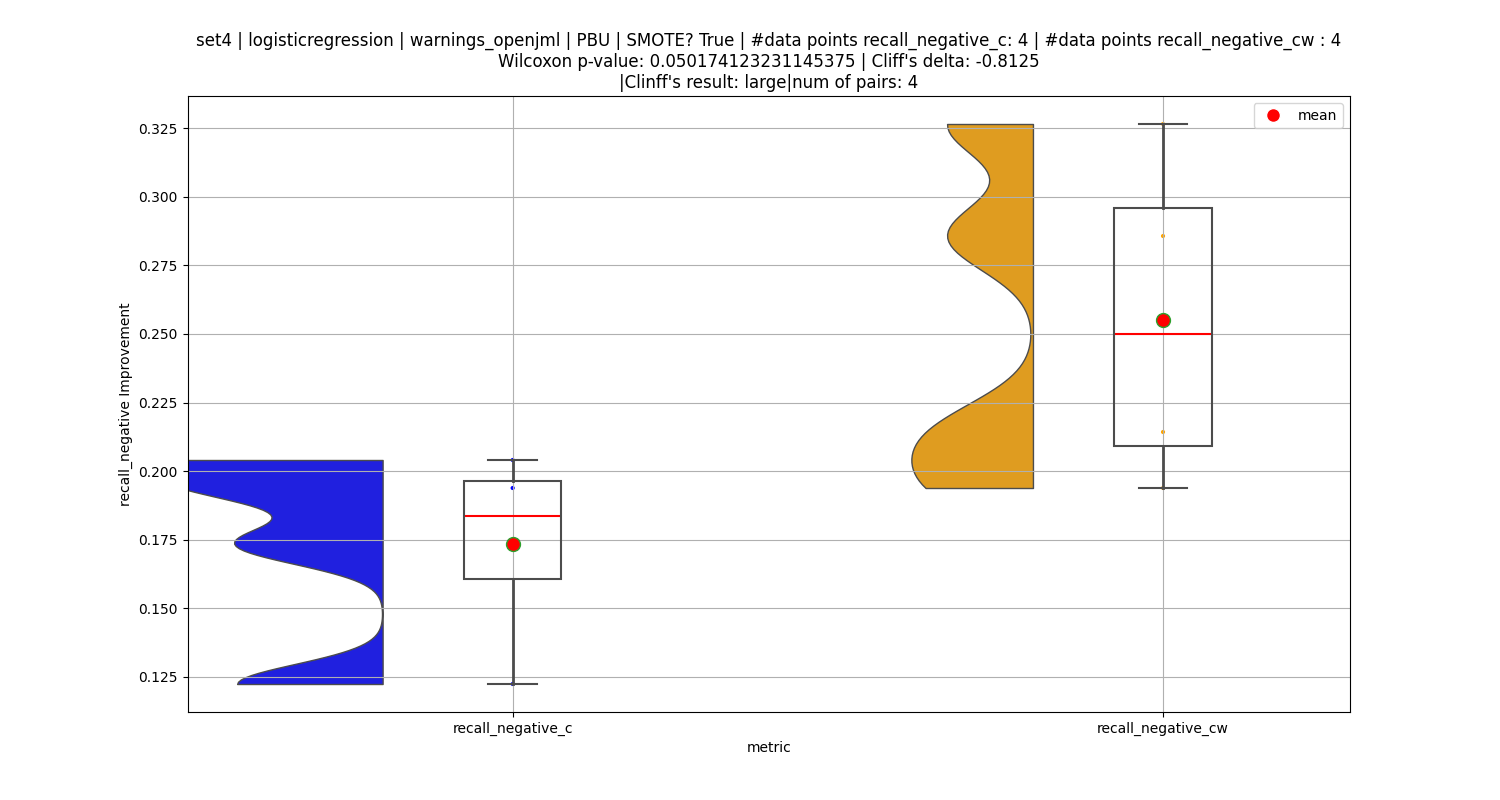 set4 | logisticregression | warnings_openjml | PBU | SMOTE? True | #data points recall_negative_c: 4 | #data points recall_negative_cw : 4
Wilcoxon p-value: 0.050174123231145375 | Cliff's delta: -0.8125
|Clinff's result: large|num of pairs: 4
mean
0.325
0.300
0.275
0.250
0.225
0.200
0.175
0.150
0.125
recall_negative Improvement
recall_negative_c
recall_negative_cw
metric